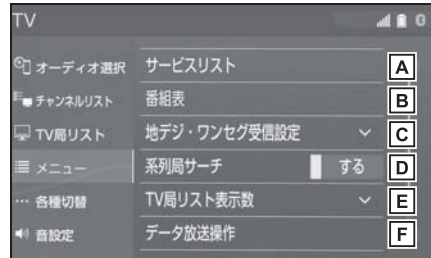 TV
オーディオ選択
サービスリスト
A
チャンネルリスト
番組表
B
TV局リスト
地デジ・ワンセグ受信設定
C
メニュー
系列局サーチ
する
D
各種切替
TV局リスト表示数
E
音設定
データ放送操作
F